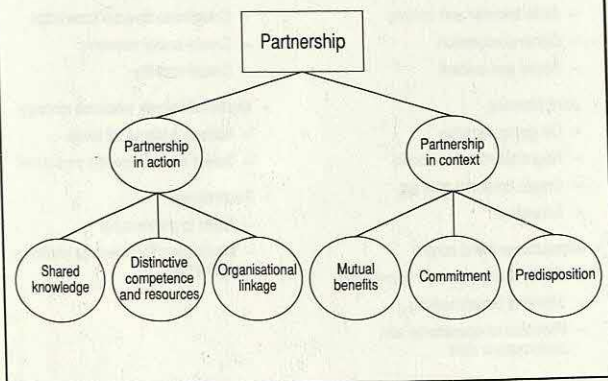 Partnership
Partnership
in action
Partnership
in context
Shared
knowledge
Distinctive
competence
and resources
Organisational
linkage
Mutual
benefits
Commitment
Predisposition